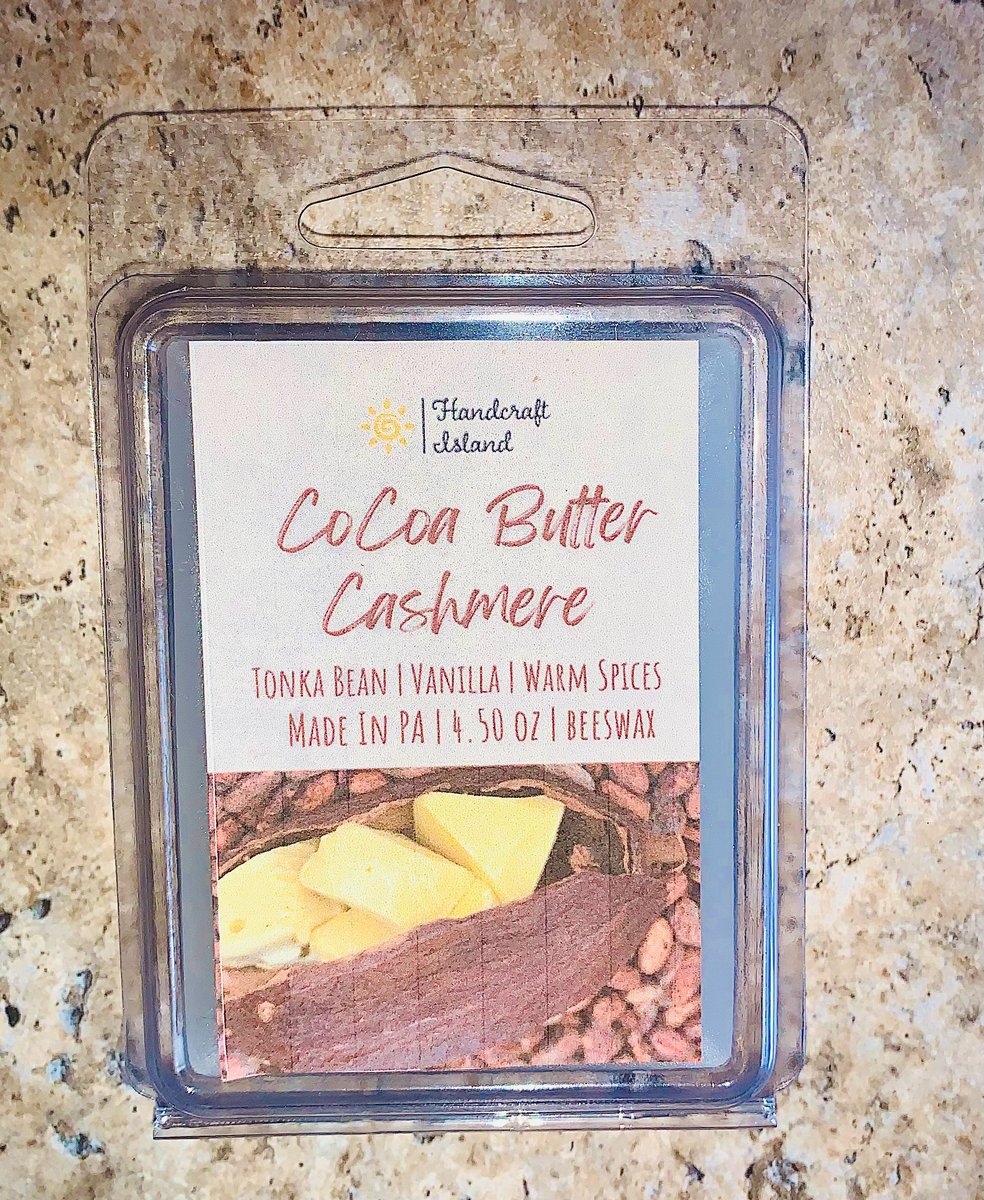 Handcraft
Island
CoCoa Butter
Cashmere
TONKA BEAN | VANILLA | WARM SPICES
MADE IN PA | 4.50 OZ | BEESWAX